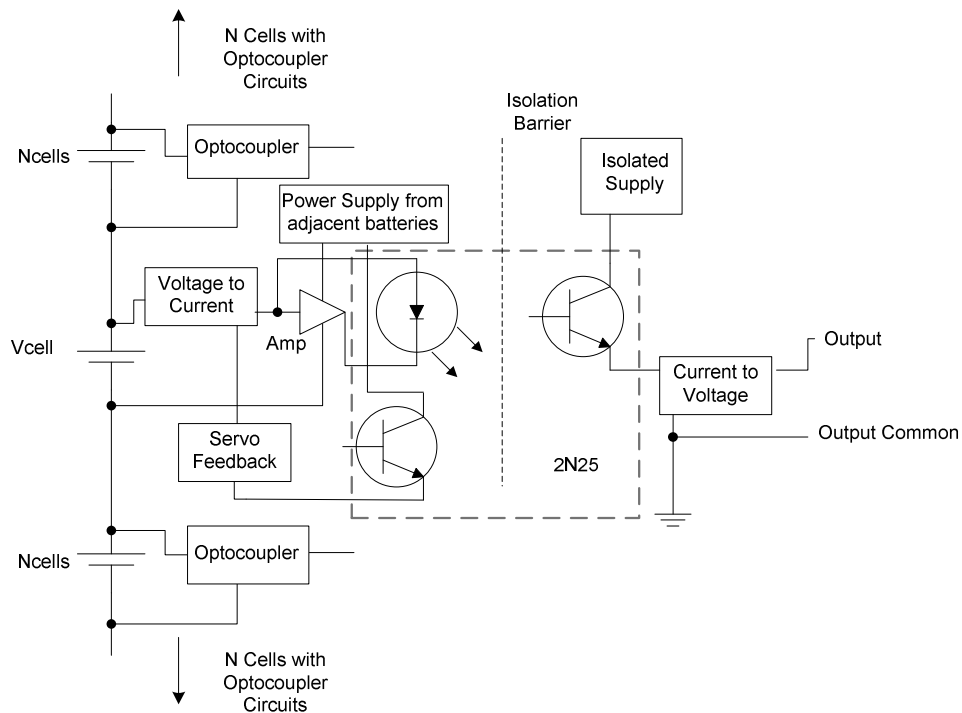 N Cells with
Optocoupler
Circuits
Isolation
Barrier
Ncells
Optocoupler
Isolated
Supply
Power Supply from
adjacent batteries
Voltage to
Current
Amp
Vcell
Output
Current to
Voltage
Output Common
Servo
Feedback
2N25
Ncells
Optocoupler
N Cells with
Optocoupler
Circuits